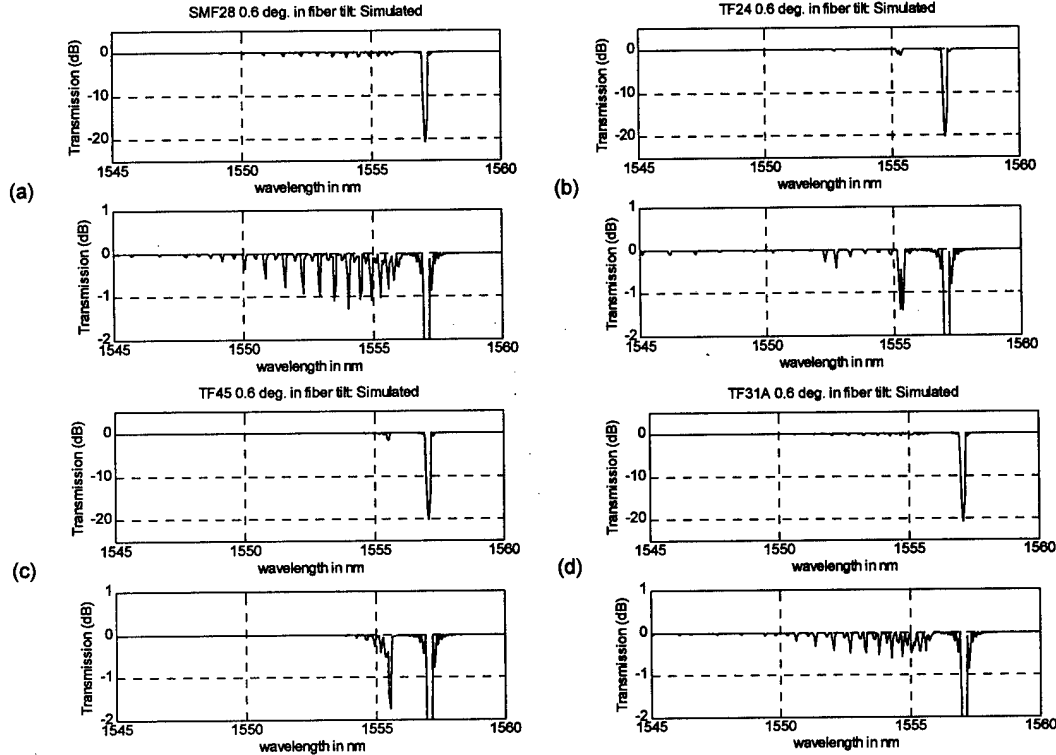 SMF28 0.6 deg. in fiber tilt: Simulated
Transmission (dB)
0
-10
-20
1545
1550
1555
1560
wavelength in nm
(a)
Transmission (dB)
1
0
-1
-2
1545
1550
1555
1560
wavelength in nm
TF24 0.6 deg. in fiber tilt: Simulated
Transmission (dB)
0
-10
-20
1545
1550
1555
1560
wavelength in nm
(b)
Transmission (dB)
1
0
-1
-2
1545
1550
1555
1560
wavelength in nm
TF45 0.6 deg. in fiber tilt: Simulated
Transmission (dB)
0
-10
-20
1545
1550
1555
1560
wavelength in nm
(c)
Transmission (dB)
1
0
-1
-2
1545
1550
1555
1560
wavelength in nm
TF31A 0.6 deg. in fiber tilt: Simulated
Transmission (dB)
0
-10
-20
1545
1550
1555
1560
wavelength in nm
(d)
Transmission (dB)
1
0
-1
-2
1545
1550
1555
1560
wavelength in nm